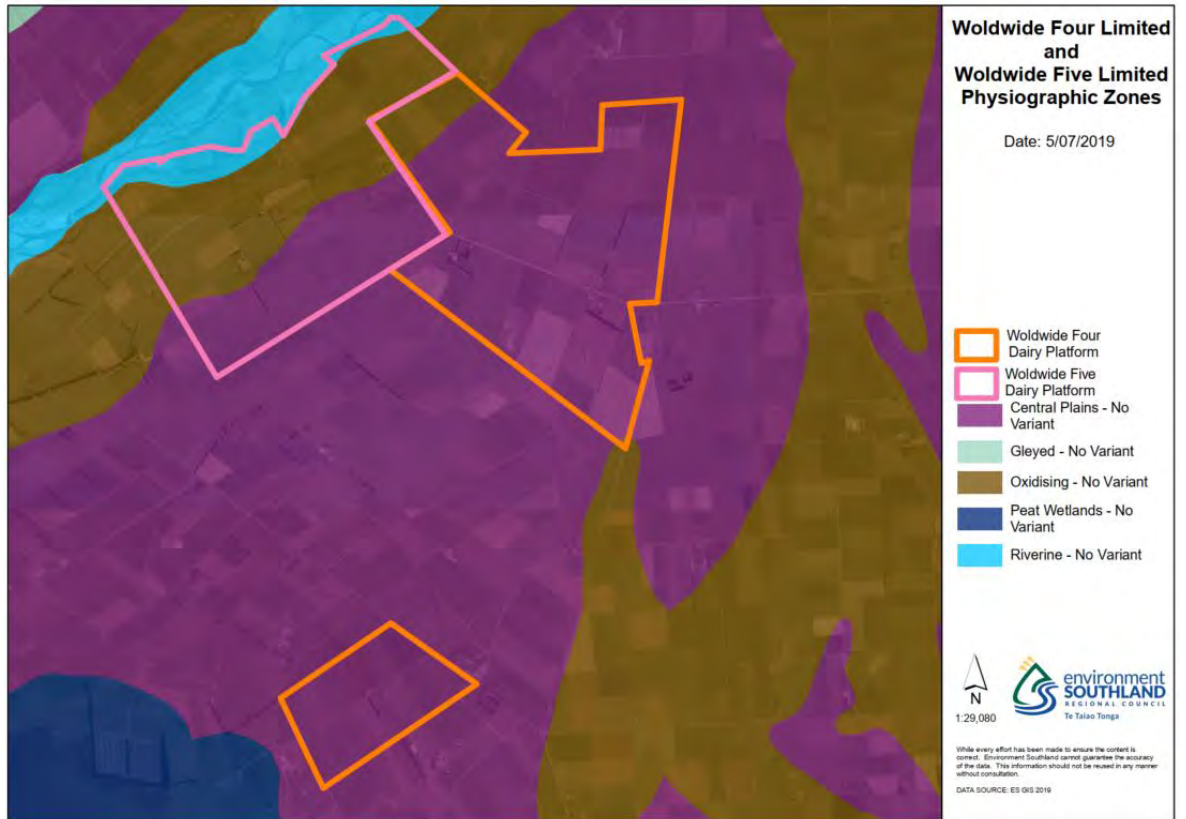 Woldwide Four Limited
and
Woldwide Five Limited
Physiographic Zones
Date: 5/07/2019
Woldwide Four
Dairy Platform
Woldwide Five
Dairy Platform
Central Plains - No
Variant
Gleyed - No Variant
Oxidising - No Variant
Peat Wetlands - No
Variant
Riverine - No Variant
N
1:29,080
environment
SOUTHLAND
REGIONAL COUNCIL
Te Taiao Tonga
While every effort has been made to ensure the content is
correct. Environment Southland cannot guarantee the accuracy
of the data. This information should not be reused in any manner
without consultation.
DATA SOURCE: ES GIS 2019